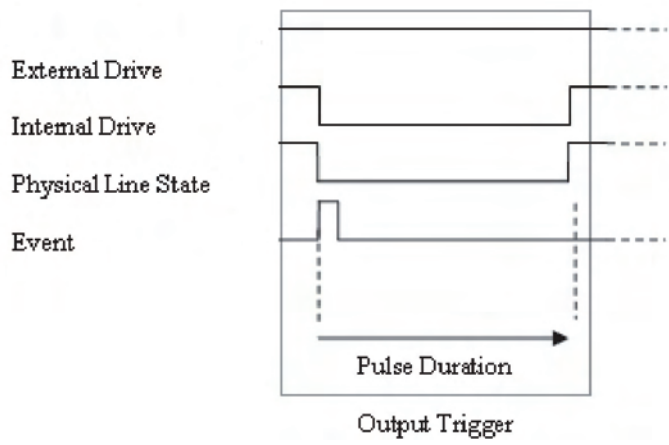 External Drive
Internal Drive
Physical Line State
Event
Pulse Duration
Output Trigger